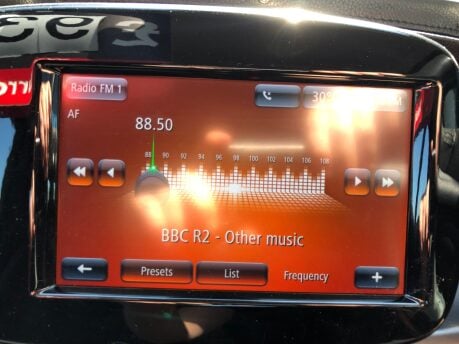 Radio FM 1
30°
AF
88.50
88 90 92 94 96 98 100 102 104 106 108
BBC R2 - Other music
Presets List Frequency +